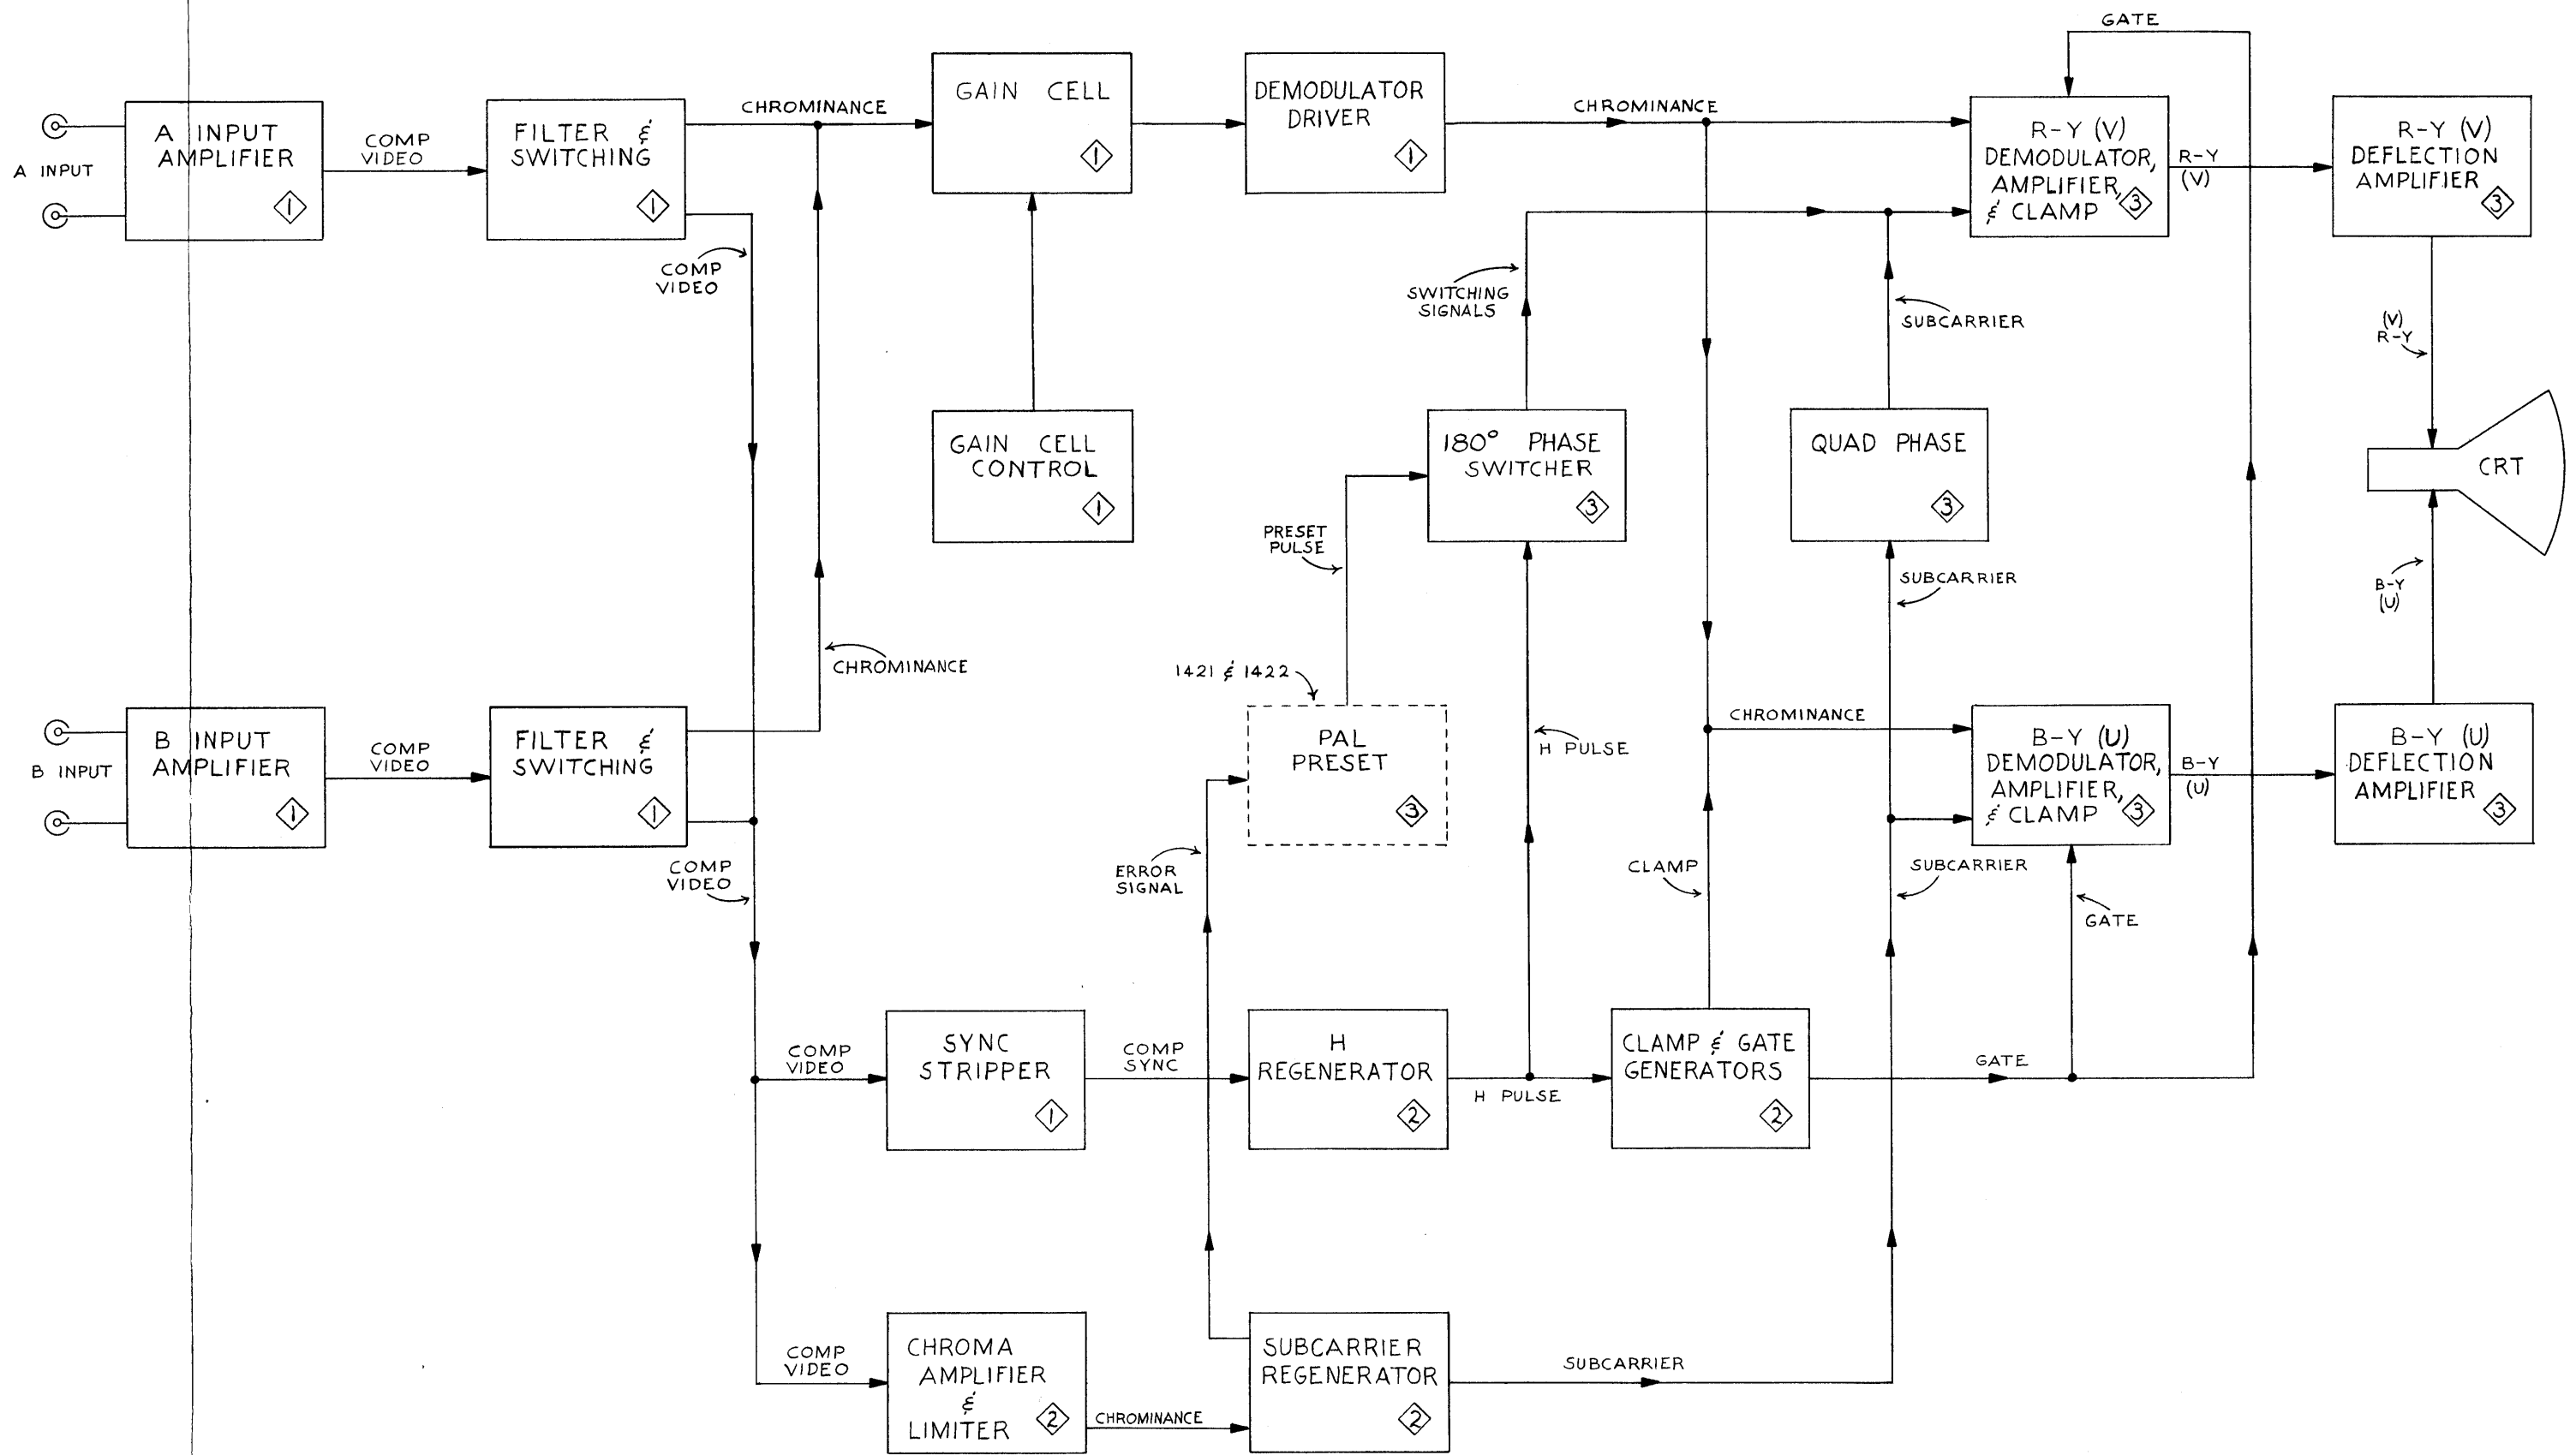 GATE
A INPUT
A INPUT
AMPLIFIER
1
COMP
VIDEO
FILTER &
SWITCHING
1
CHROMINANCE
COMP
VIDEO
GAIN CELL
1
DEMODULATOR
DRIVER
1
CHROMINANCE
R-Y (V)
DEMODULATOR,
AMPLIFIER,
& CLAMP
3
R-Y
(V)
R-Y (V)
DEFLECTION
AMPLIFIER
3
SWITCHING
SIGNALS
SUBCARRIER
(V)
R-Y
GAIN CELL
CONTROL
1
180° PHASE
SWITCHER
3
QUAD PHASE
3
CRT
PRESET
PULSE
SUBCARRIER
B-Y
(U)
CHROMINANCE
1421 & 1422
B INPUT
B INPUT
AMPLIFIER
1
COMP
VIDEO
FILTER &
SWITCHING
1
PAL
PRESET
3
H PULSE
CHROMINANCE
B-Y (U)
DEMODULATOR,
AMPLIFIER,
& CLAMP
3
B-Y
(U)
B-Y (U)
DEFLECTION
AMPLIFIER
3
COMP
VIDEO
ERROR
SIGNAL
CLAMP
SUBCARRIER
GATE
COMP
VIDEO
SYNC
STRIPPER
1
COMP
SYNC
H
REGENERATOR
2
H PULSE
CLAMP & GATE
GENERATORS
2
GATE
COMP
VIDEO
CHROMA
AMPLIFIER
&
LIMITER
2
CHROMINANCE
SUBCARRIER
REGENERATOR
2
SUBCARRIER